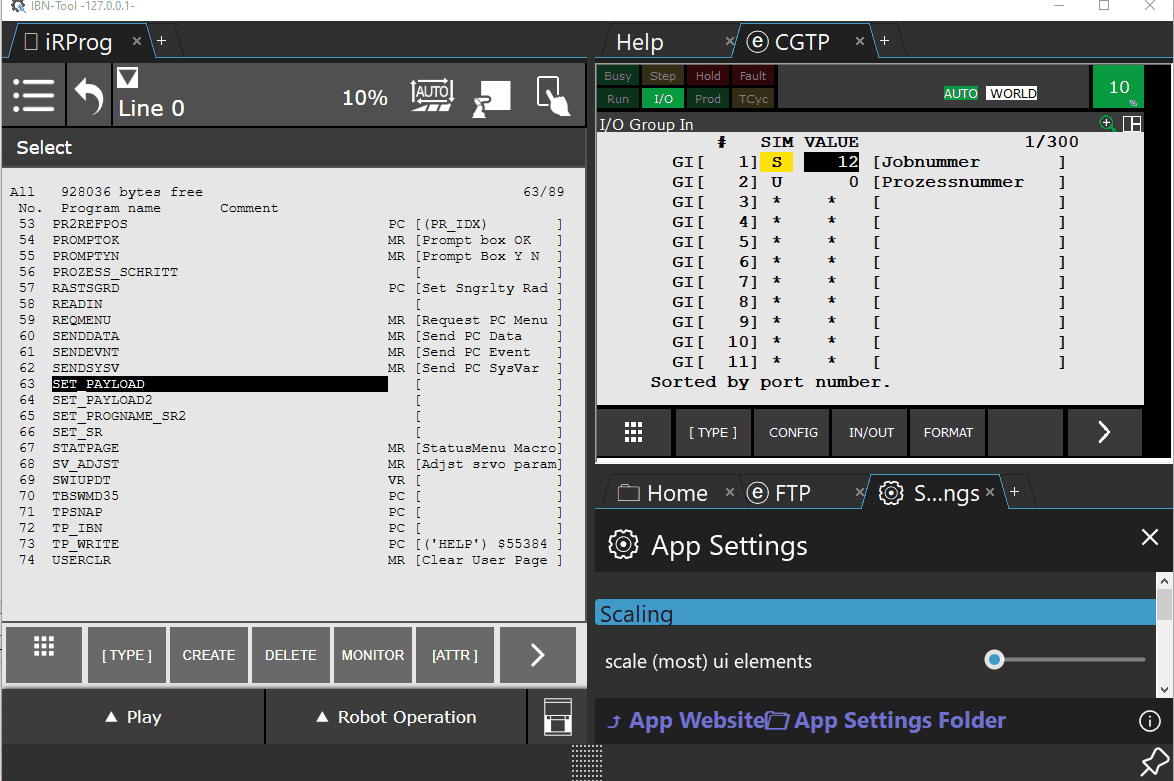 IBN-Tool -127.0.0.1-
iRProg × +
Line 0
10% AUTO
Select
All 928036 bytes free 63/89
No. Program name Comment
53 PR2REFPOS PC [(PR_IDX) ]
54 PROMPTOK MR [Prompt box OK ]
55 PROMPTYN MR [Prompt Box Y N ]
56 PROZESS_SCHRITT [ ]
57 RASTSGRD PC [Set Sngrlty Rad ]
58 READIN [ ]
59 REQMENU MR [Request PC Menu ]
60 SENDDATA MR [Send PC Data ]
61 SENDEVNT MR [Send PC Event ]
62 SENDSYSV MR [Send PC SysVar ]
63 SET_PAYLOAD [ ]
64 SET_PAYLOAD2 [ ]
65 SET_PROGNAME_SR2 [ ]
66 SET_SR [ ]
67 STATPAGE MR [StatusMenu Macro]
68 SV_ADJST MR [Adjst srvo param]
69 SWIUPDT VR [ ]
70 TBSWMD35 PC [ ]
71 TPSNAP PC [ ]
72 TP_IBN PC [ ]
73 TP_WRITE PC [('HELP') $55384 ]
74 USERCLR MR [Clear User Page ]
[ TYPE ] CREATE DELETE MONITOR [ATTR ] >
▲ Play ▲ Robot Operation
Help × CGTP × +
Busy Step Hold Fault
Run I/O Prod TCyc
AUTO WORLD
10
%
I/O Group In
# SIM VALUE 1/300
GI[ 1] S 12 [Jobnummer ]
GI[ 2] U 0 [Prozessnummer ]
GI[ 3] * * [ ]
GI[ 4] * * [ ]
GI[ 5] * * [ ]
GI[ 6] * * [ ]
GI[ 7] * * [ ]
GI[ 8] * * [ ]
GI[ 9] * * [ ]
GI[ 10] * * [ ]
GI[ 11] * * [ ]
Sorted by port number.
[ TYPE ] CONFIG IN/OUT FORMAT >
Home × FTP × S...ngs × +
App Settings
Scaling
scale (most) ui elements
App Website App Settings Folder